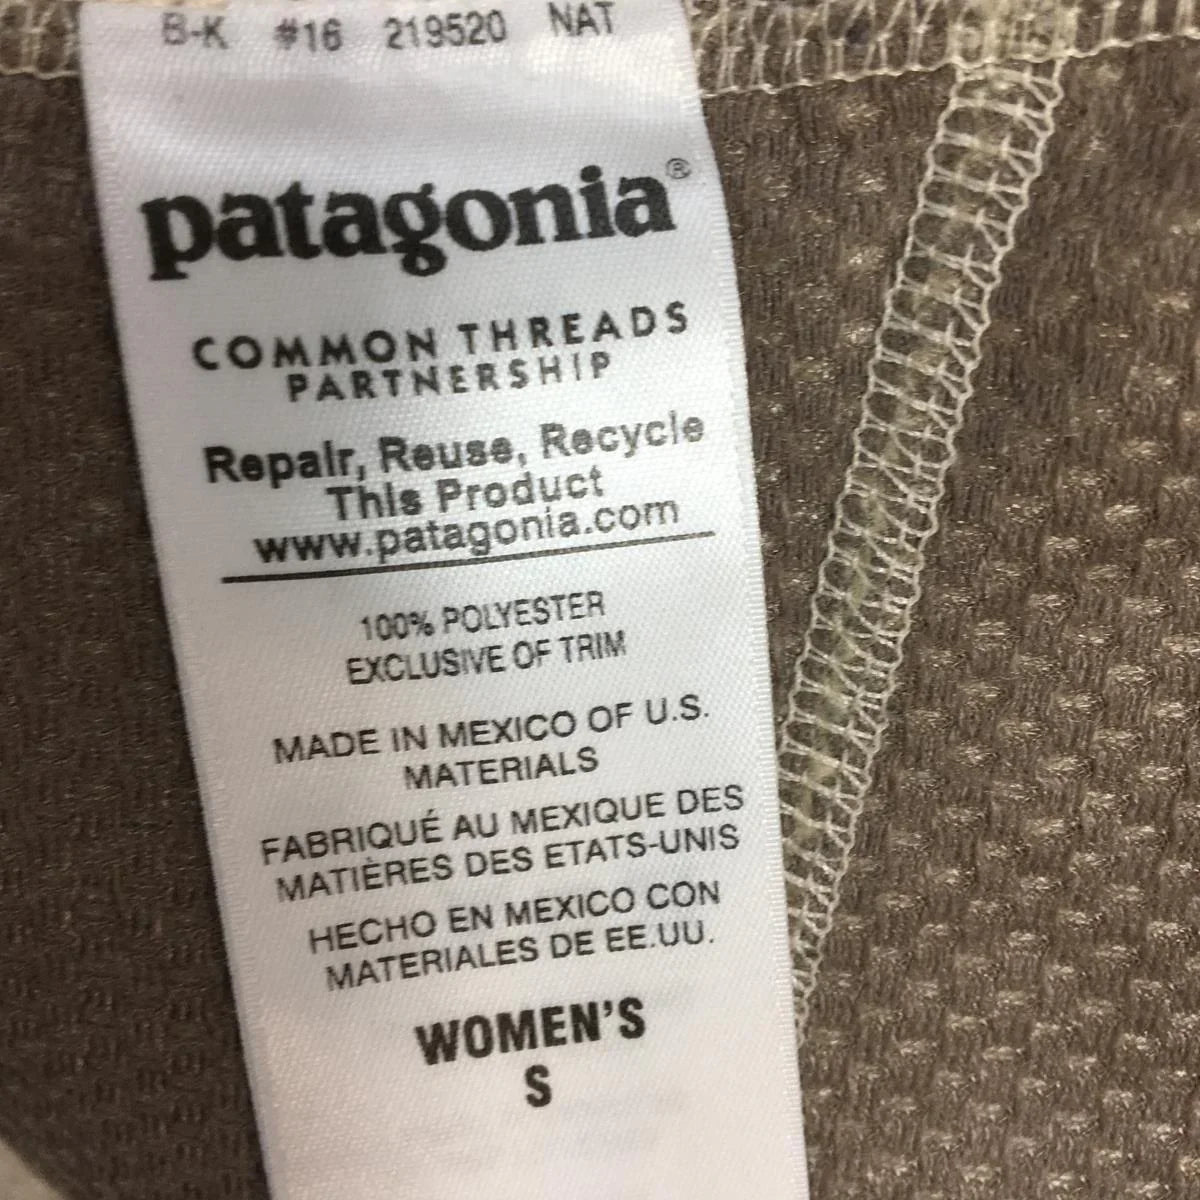 B-K #16 219520 NAT
patagonia®
COMMON THREADS
PARTNERSHIP
Repair, Reuse, Recycle
This Product
www.patagonia.com
100% POLYESTER
EXCLUSIVE OF TRIM
MADE IN MEXICO OF U.S.
MATERIALS
FABRIQUÉ AU MEXIQUE DES
MATIÈRES DES ETATS-UNIS
HECHO EN MEXICO CON
MATERIALES DE EE.UU.
WOMEN'S
S